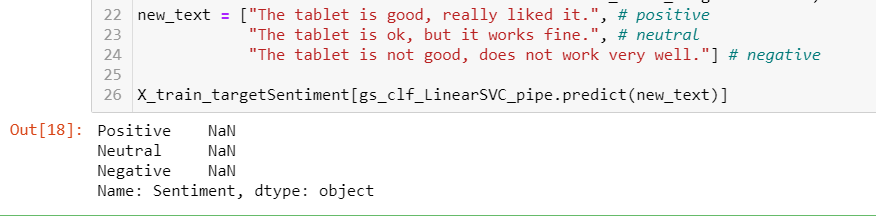 22 new_text = ["The tablet is good, really liked it.", # positive
23 "The tablet is ok, but it works fine.", # neutral
24 "The tablet is not good, does not work very well."] # negative
25
26 X_train_targetSentiment[gs_clf_LinearSVC_pipe.predict(new_text)]
Out[18]: Positive NaN
Neutral NaN
Negative NaN
Name: Sentiment, dtype: object